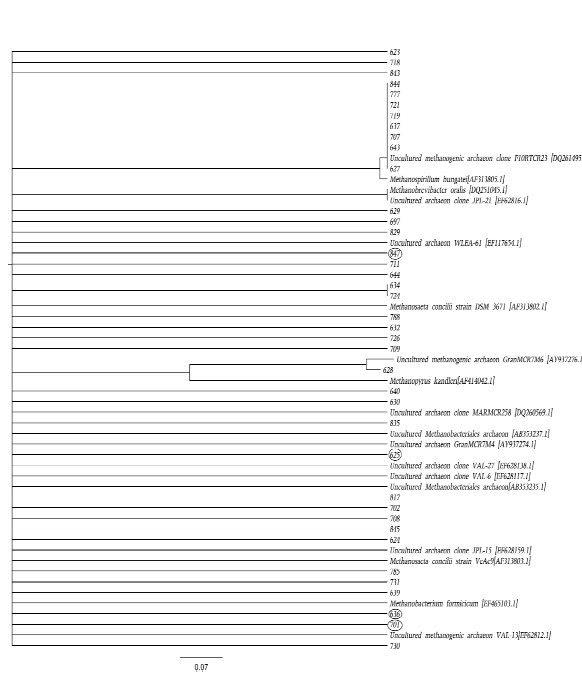 623
718
843
844
777
721
719
637
707
643
Uncultured methanogenic archaeon clone F10RTCR23 [DQ261495
627
Methanospirillum hungatei[AF313805.1]
Methanobrevibacter oralis [DQ251045.1]
Uncultured archaeon clone JPL-21 [EF62816.1]
629
697
829
Uncultured archaeon WLEA-61 [EF117654.1]
847
711
644
634
724
Methanosaeta concilii strain DSM 3671 [AF313802.1]
788
632
726
709
Uncultured methanogenic archaeon GranMCR7M6 [AY937276.1
628
Methanopyrus kandleri[AF414042.1]
640
630
Uncultured archaeon clone MARMCR258 [DQ260569.1]
835
Uncultured Methanobacteriales archaeon [AB353237.1]
Uncultured archaeon GranMCR7M4 [AY937274.1]
625
Uncultured archaeon clone VAL-27 [EF628138.1]
Uncultured archaeon clone VAL-6 [EF628117.1]
Uncultured Methanobacteriales archaeon[AB353235.1]
817
702
708
845
624
Uncultured archaeon clone JPL-15 [EF628159.1]
Methanosaeta concilii strain VcAc9[AF313803.1]
785
731
639
Methanobacterium formicicum [EF465103.1]
636
701
Uncultured methanogenic archaeon VAL-13[EF62812.1]
730
0.07